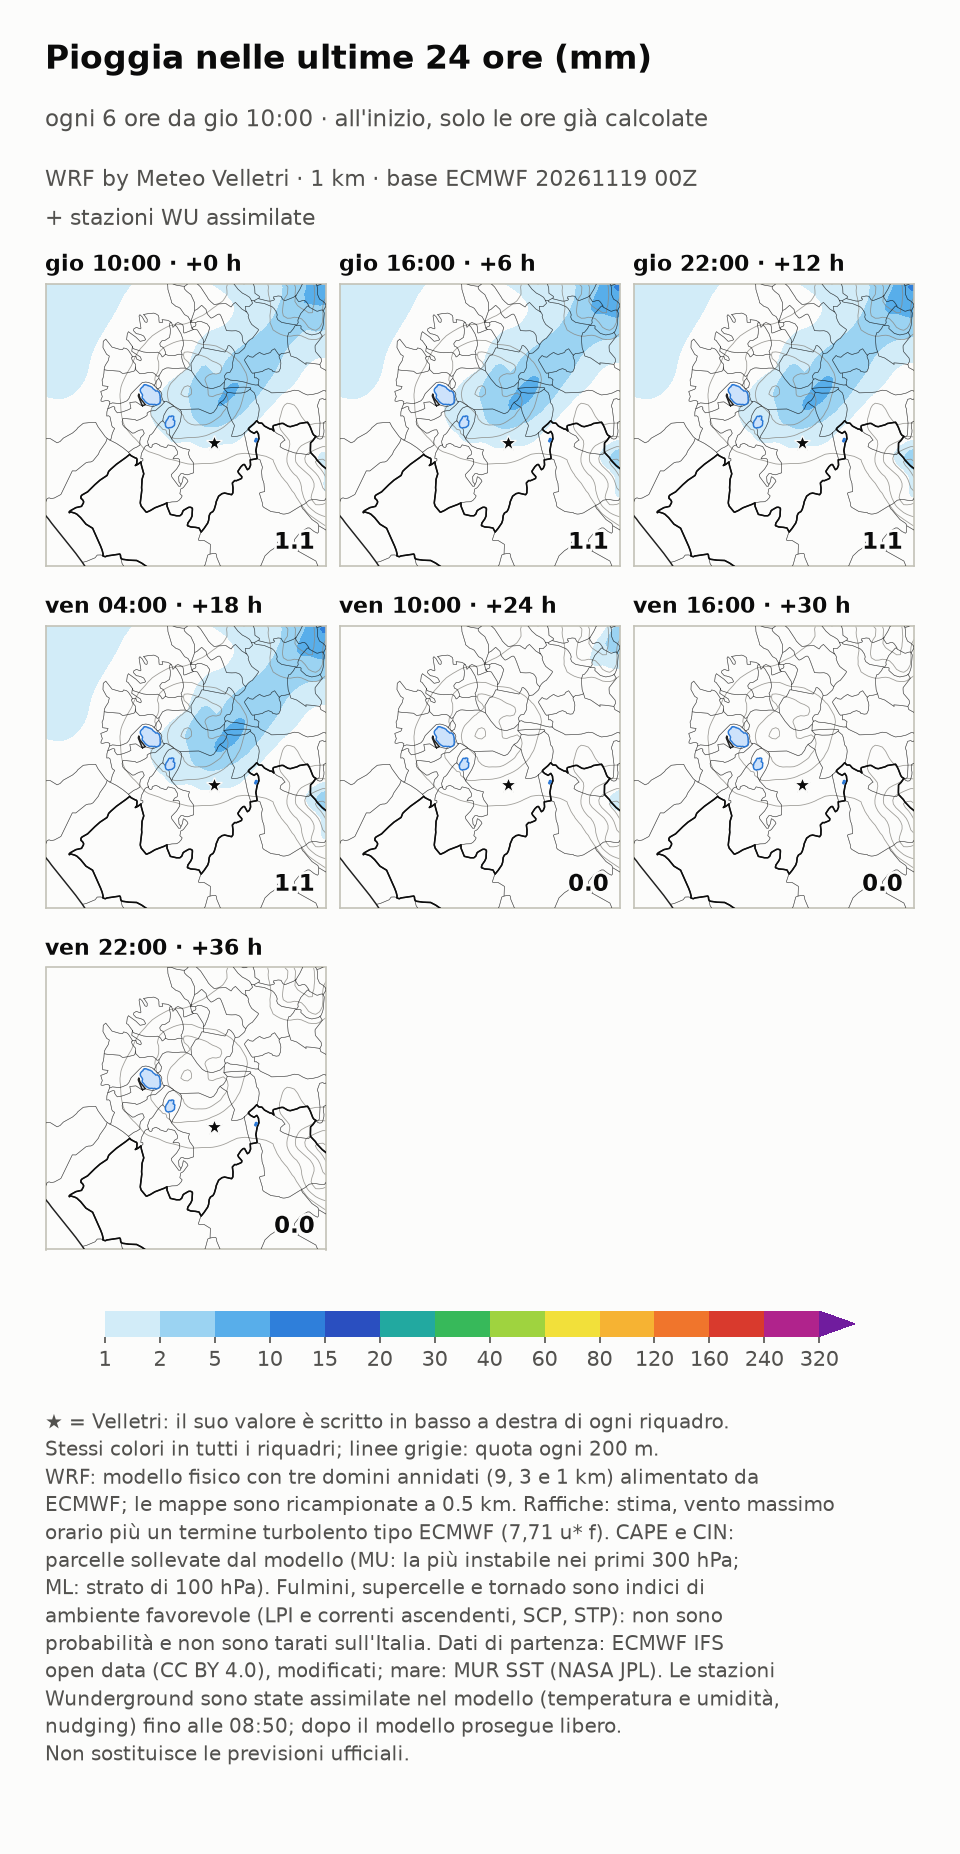 Pioggia nelle ultime 24 ore (mm)
ogni 6 ore da gio 10:00 · all'inizio, solo le ore già calcolate
WRF by Meteo Velletri · 1 km · base ECMWF 20261119 00Z
+ stazioni WU assimilate
gio 10:00 · +0 h
gio 16:00 · +6 h
gio 22:00 · +12 h
1.1
1.1
1.1
ven 04:00 · +18 h
ven 10:00 · +24 h
ven 16:00 · +30 h
1.1
0.0
0.0
ven 22:00 · +36 h
0.0
1 2 5 10 15 20 30 40 60 80 120 160 240 320
★ = Velletri: il suo valore è scritto in basso a destra di ogni riquadro.
Stessi colori in tutti i riquadri; linee grigie: quota ogni 200 m.
WRF: modello fisico con tre domini annidati (9, 3 e 1 km) alimentato da
ECMWF; le mappe sono ricampionate a 0.5 km. Raffiche: stima, vento massimo
orario più un termine turbolento tipo ECMWF (7,71 u* f). CAPE e CIN:
parcelle sollevate dal modello (MU: la più instabile nei primi 300 hPa;
ML: strato di 100 hPa). Fulmini, supercelle e tornado sono indici di
ambiente favorevole (LPI e correnti ascendenti, SCP, STP): non sono
probabilità e non sono tarati sull'Italia. Dati di partenza: ECMWF IFS
open data (CC BY 4.0), modificati; mare: MUR SST (NASA JPL). Le stazioni
Wunderground sono state assimilate nel modello (temperatura e umidità,
nudging) fino alle 08:50; dopo il modello prosegue libero.
Non sostituisce le previsioni ufficiali.